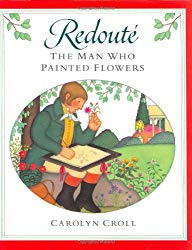 Redouté
THE MAN WHO
PAINTED FLOWERS
CAROLYN CROLL